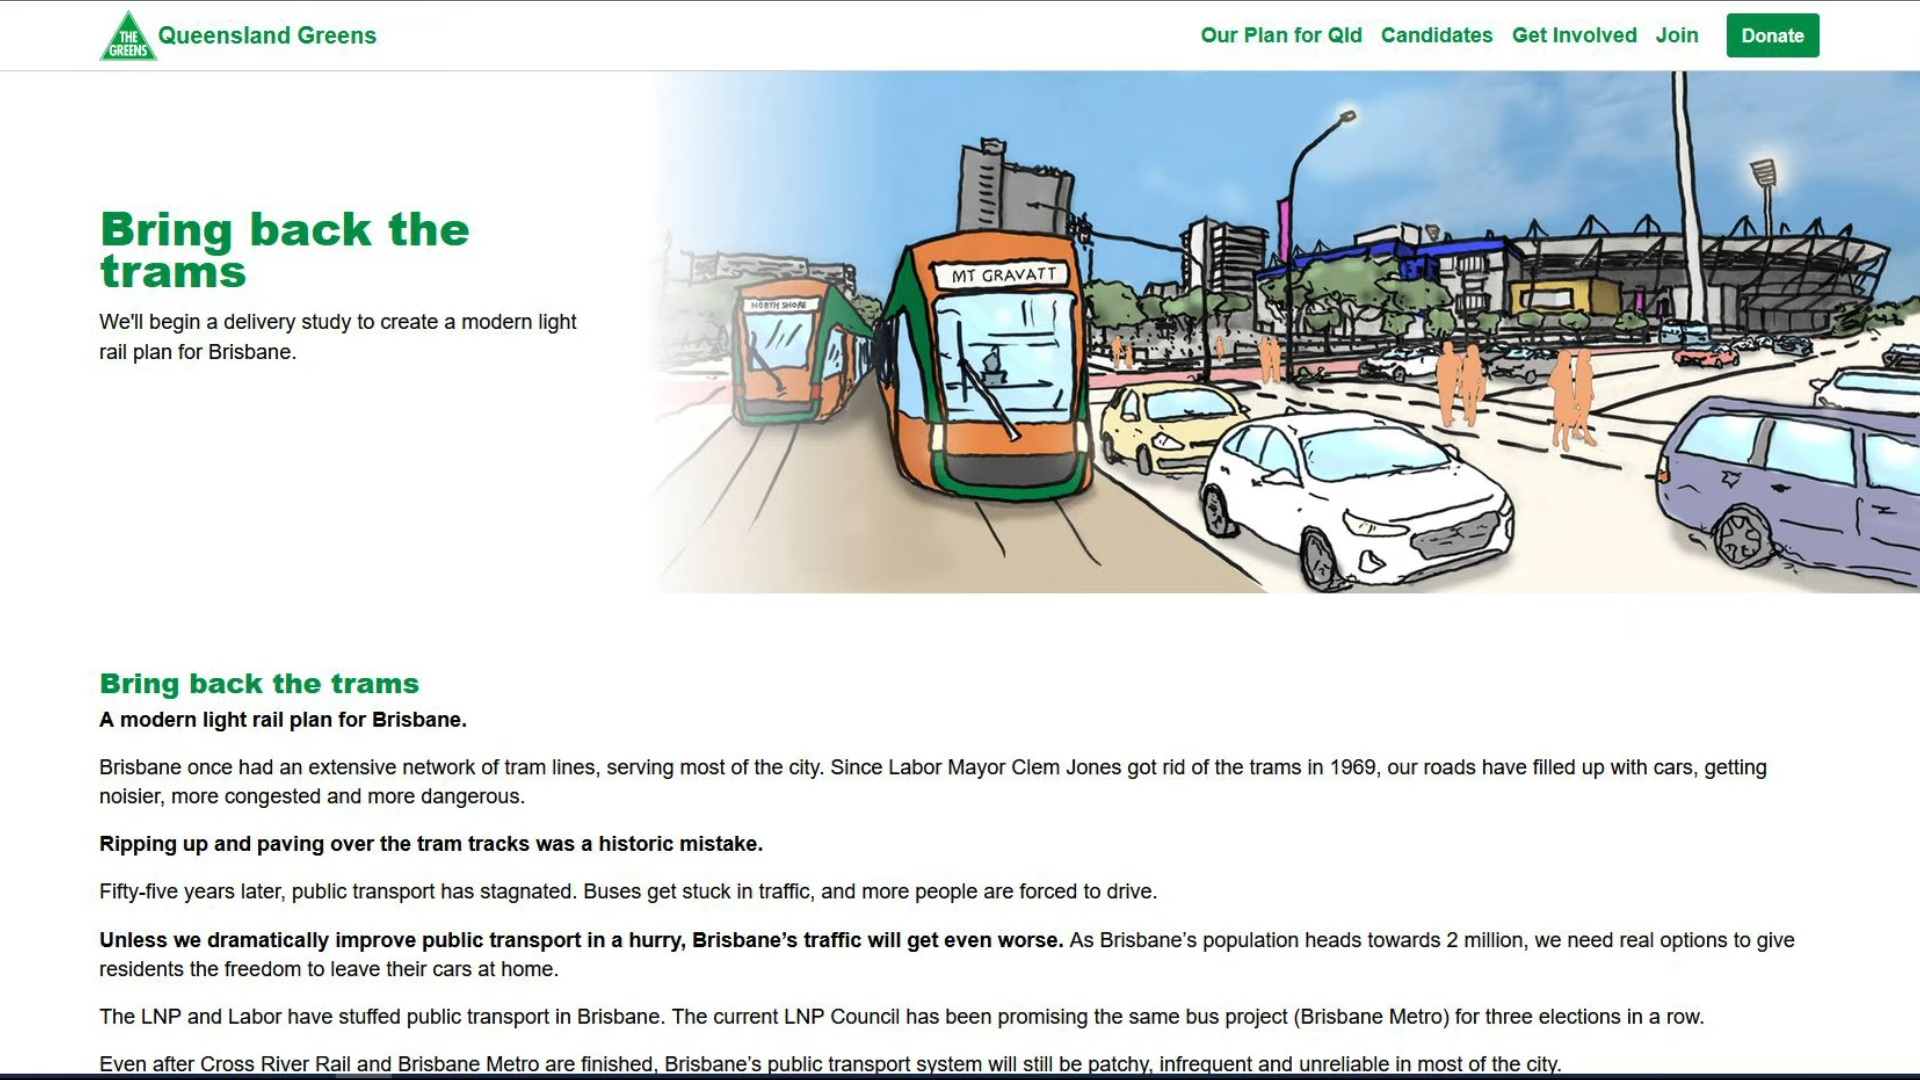 THE
GREENS
Queensland Greens
Our Plan for Qld
Candidates
Get Involved
Join
Donate
Bring back the
trams
We'll begin a delivery study to create a modern light
rail plan for Brisbane.
NORTH SHORE
MT GRAVATT
Bring back the trams
A modern light rail plan for Brisbane.
Brisbane once had an extensive network of tram lines, serving most of the city. Since Labor Mayor Clem Jones got rid of the trams in 1969, our roads have filled up with cars, getting
noisier, more congested and more dangerous.
Ripping up and paving over the tram tracks was a historic mistake.
Fifty-five years later, public transport has stagnated. Buses get stuck in traffic, and more people are forced to drive.
Unless we dramatically improve public transport in a hurry, Brisbane’s traffic will get even worse. As Brisbane’s population heads towards 2 million, we need real options to give
residents the freedom to leave their cars at home.
The LNP and Labor have stuffed public transport in Brisbane. The current LNP Council has been promising the same bus project (Brisbane Metro) for three elections in a row.
Even after Cross River Rail and Brisbane Metro are finished, Brisbane’s public transport system will still be patchy, infrequent and unreliable in most of the city.